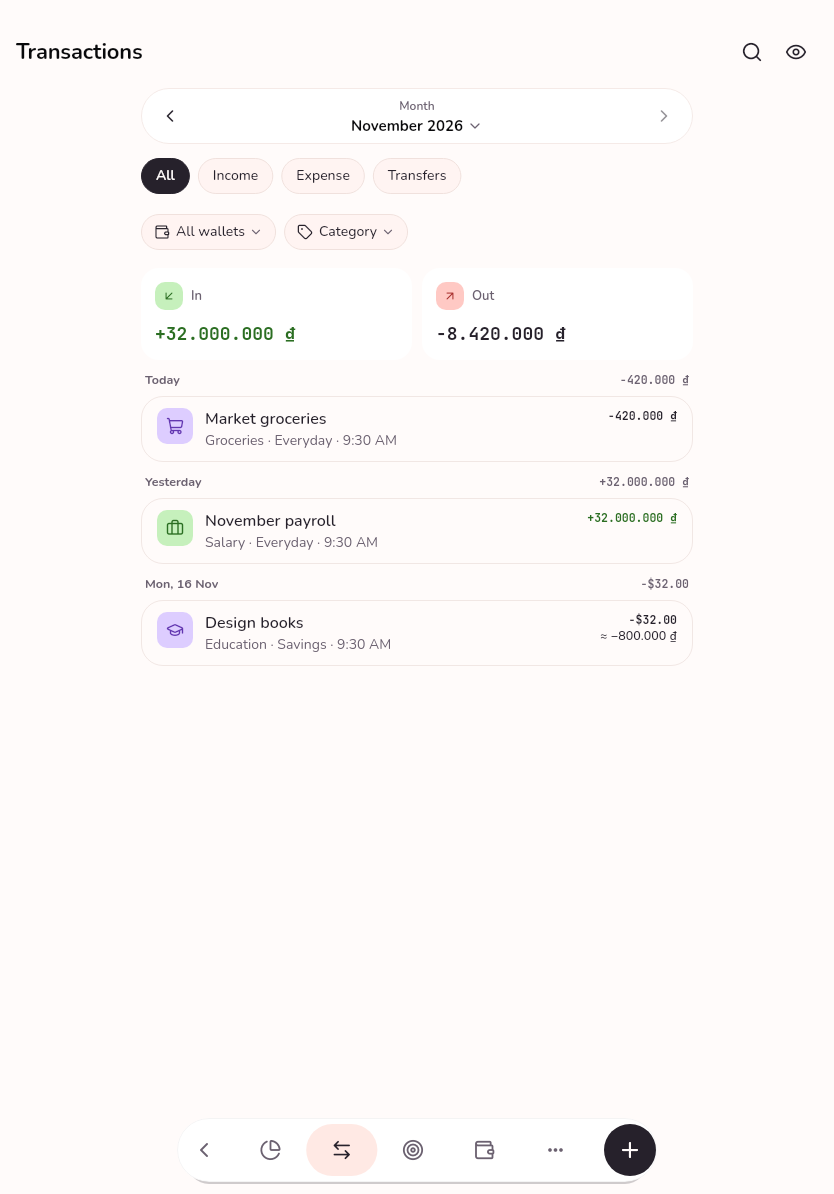 Transactions
Month
November 2026
All
Income
Expense
Transfers
All wallets
Category
In
+32.000.000 ₫
Out
-8.420.000 ₫
Today
-420.000 ₫
Market groceries
-420.000 ₫
Groceries · Everyday · 9:30 AM
Yesterday
+32.000.000 ₫
November payroll
+32.000.000 ₫
Salary · Everyday · 9:30 AM
Mon, 16 Nov
-$32.00
Design books
-$32.00
Education · Savings · 9:30 AM
≈ −800.000 ₫